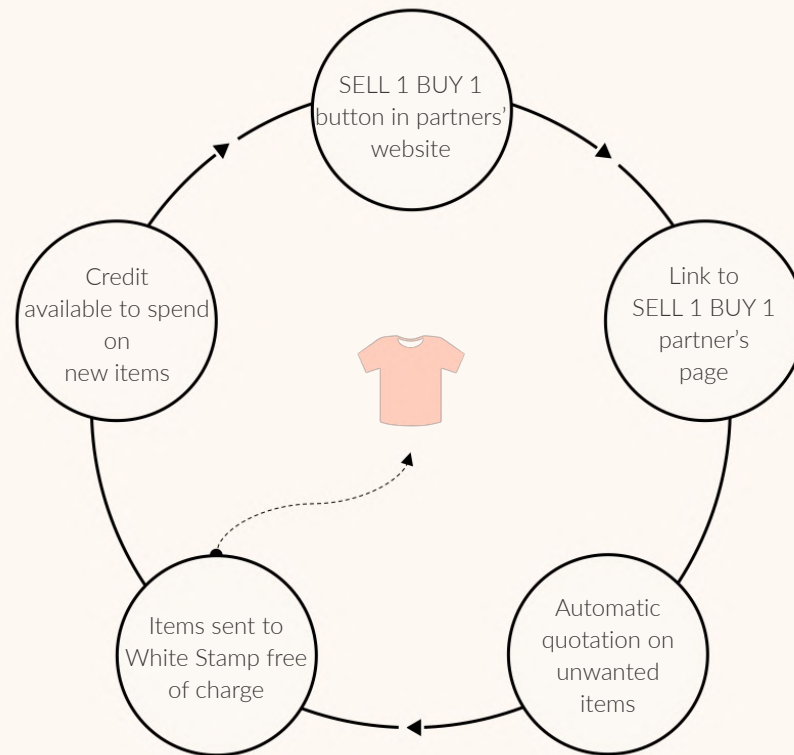 SELL 1 BUY 1
button in partners’
website
Link to
SELL 1 BUY 1
partner’s
page
Automatic
quotation on
unwanted
items
Items sent to
White Stamp free
of charge
Credit
available to spend
on
new items